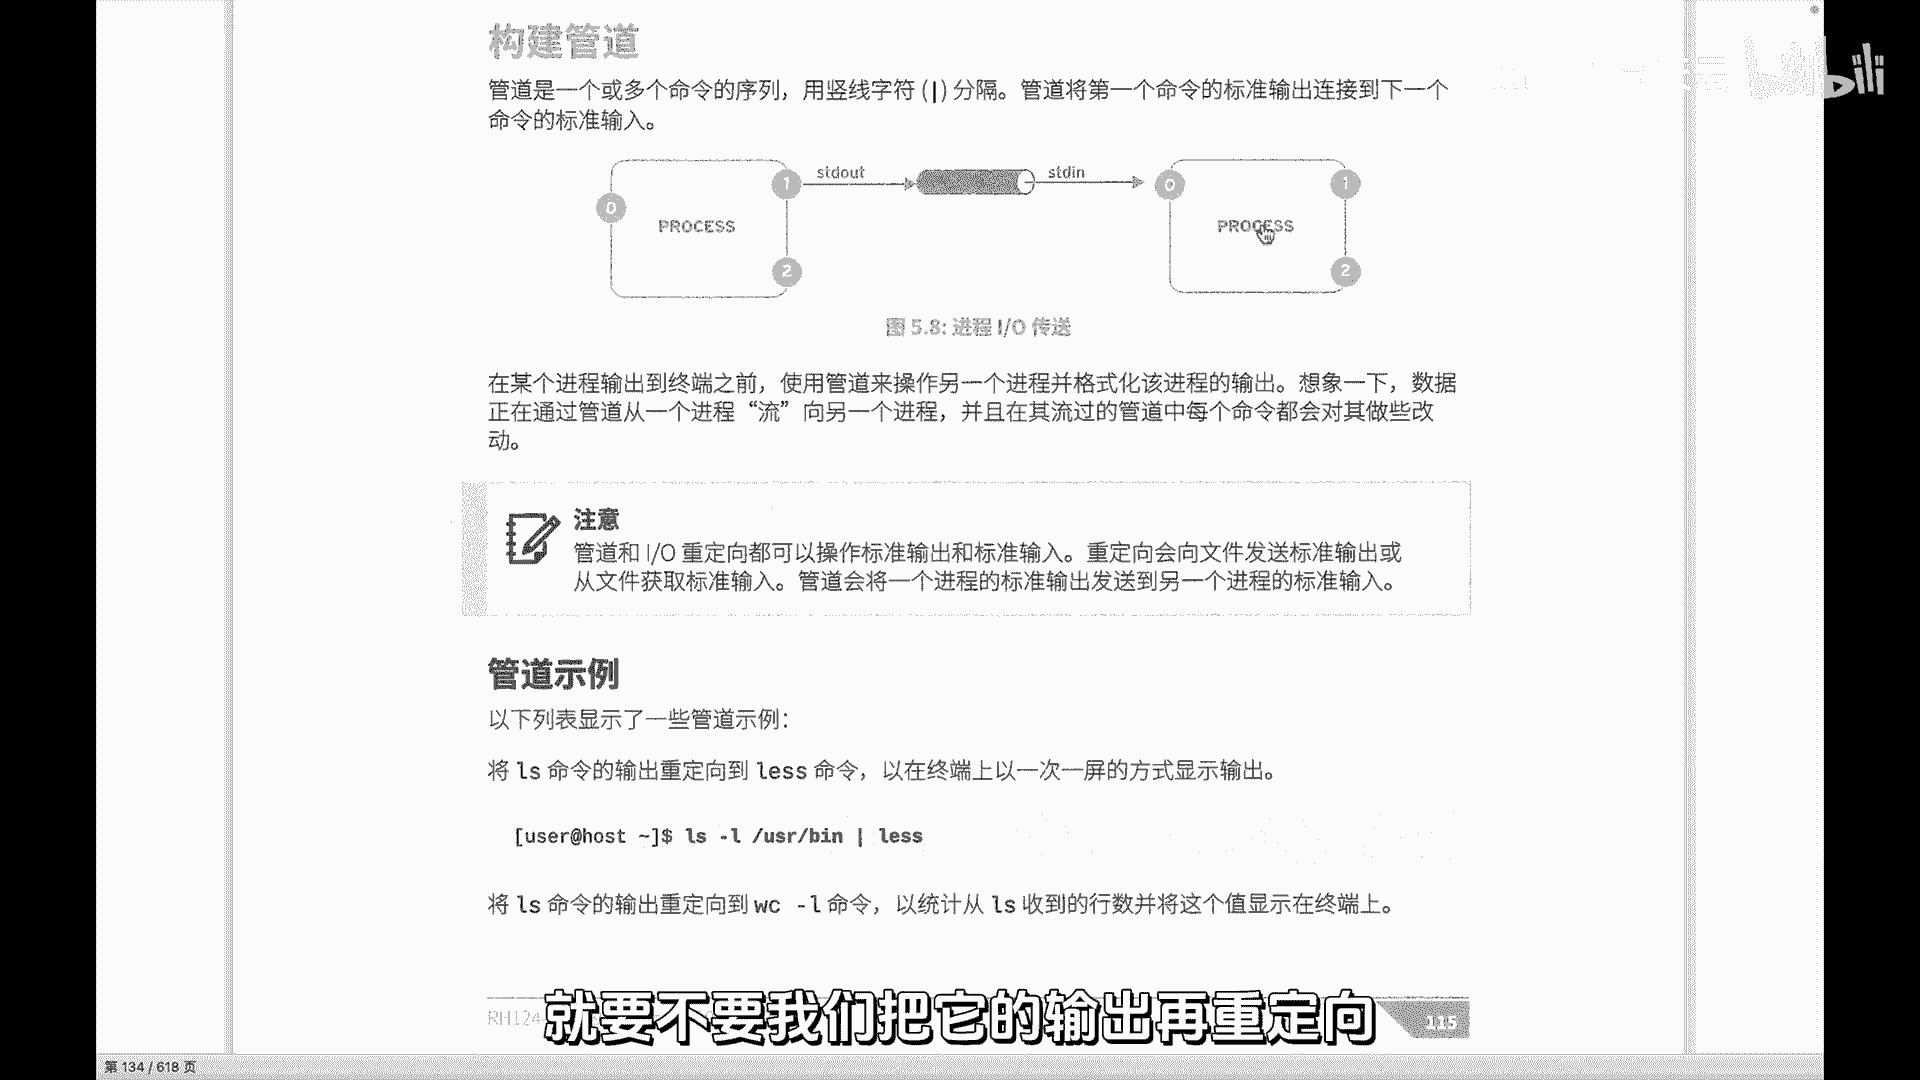 构建管道
bili
管道是一个或多个命令的序列，用竖线字符 (|) 分隔。管道将第一个命令的标准输出连接到下一个
命令的标准输入。
stdout
stdin
1
0
1
0
PROCESS
PROCESS
2
2
图 5.8: 进程 I/O 传送
在某个进程输出到终端之前，使用管道来操作另一个进程并格式化该进程的输出。想象一下，数据
正在通过管道从一个进程“流”向另一个进程，并且在其流过的管道中每个命令都会对其做些改
动。
注意
管道和 I/O 重定向都可以操作标准输出和标准输入。重定向会向文件发送标准输出或
从文件获取标准输入。管道会将一个进程的标准输出发送到另一个进程的标准输入。
管道示例
以下列表显示了一些管道示例：
将 ls 命令的输出重定向到 less 命令，以在终端上以一次一屏的方式显示输出。
[user@host ~]$ ls -l /usr/bin | less
将 ls 命令的输出重定向到 wc -l 命令，以统计从 ls 收到的行数并将这个值显示在终端上。
RH124
就要不要我们把它的输出再重定向
115
第 134 / 618 页